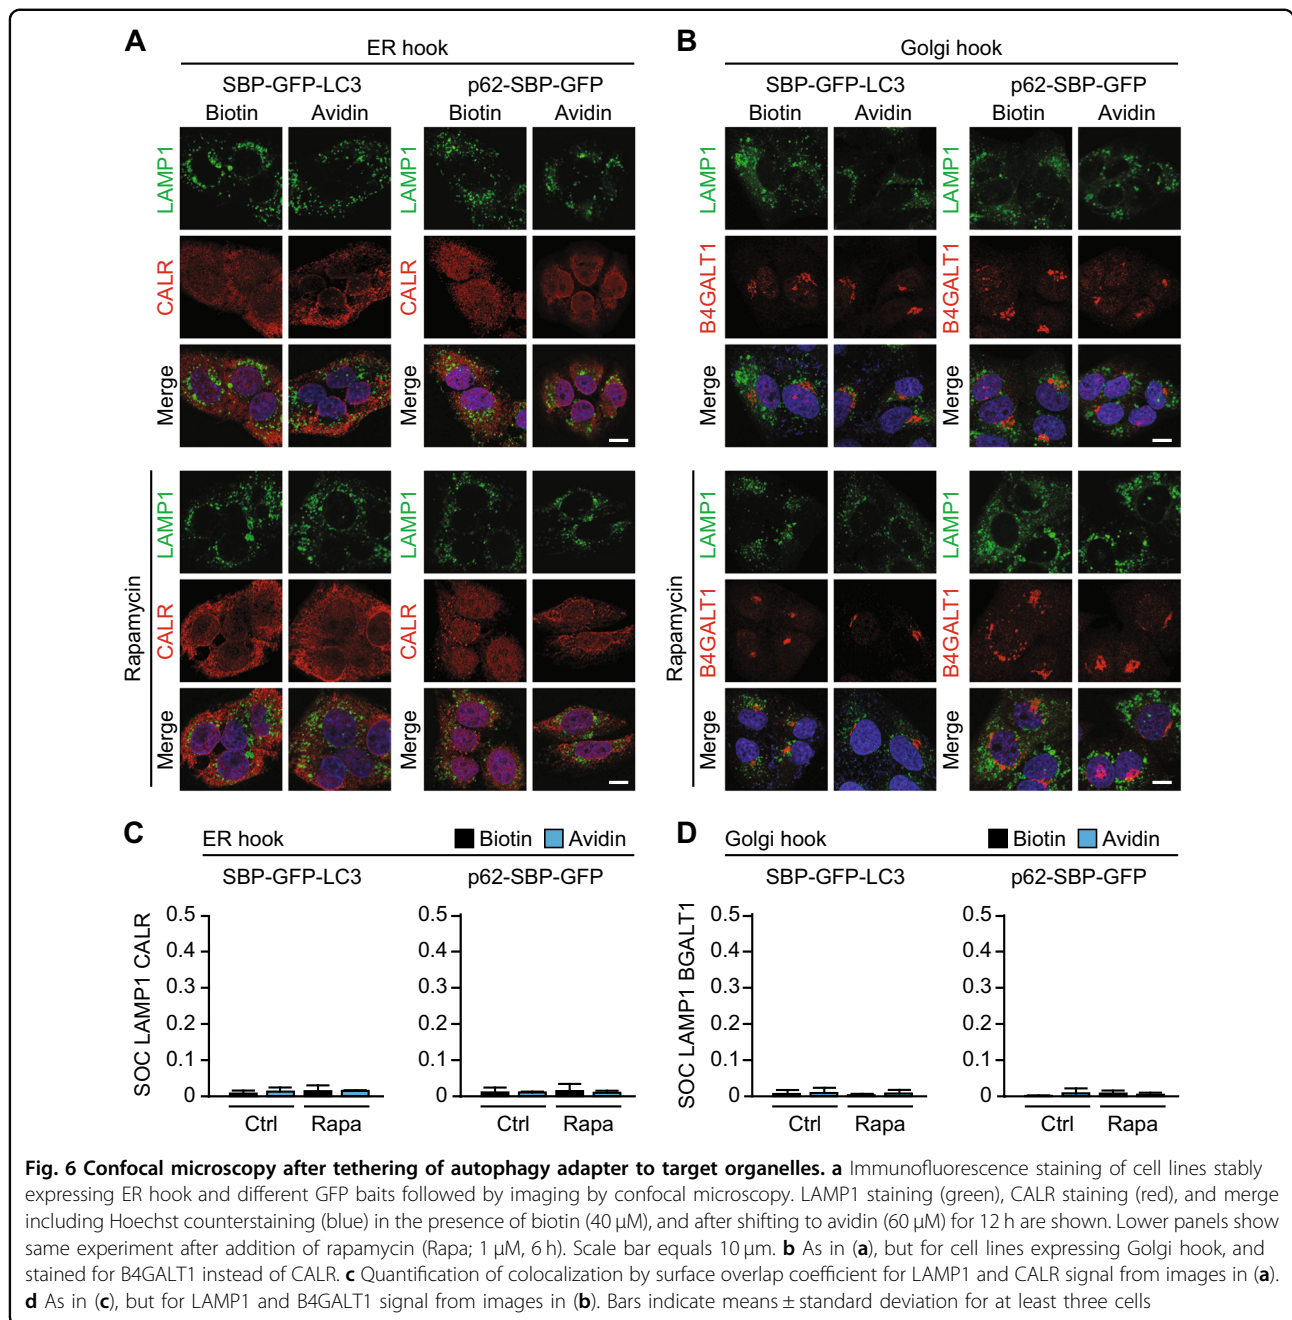 A
ER hook
SBP-GFP-LC3
p62-SBP-GFP
Biotin
Avidin
Biotin
Avidin
LAMP1
LAMP1
CALR
CALR
Merge
Merge
Rapamycin
LAMP1
LAMP1
CALR
CALR
Merge
Merge
B
Golgi hook
SBP-GFP-LC3
p62-SBP-GFP
Biotin
Avidin
Biotin
Avidin
LAMP1
LAMP1
B4GALT1
B4GALT1
Merge
Merge
Rapamycin
LAMP1
LAMP1
B4GALT1
B4GALT1
Merge
Merge
C
ER hook
Biotin
Avidin
SBP-GFP-LC3
p62-SBP-GFP
SOC LAMP1 CALR
0.5
0.4
0.3
0.2
0.1
0
Ctrl
Rapa
0.5
0.4
0.3
0.2
0.1
0
Ctrl
Rapa
D
Golgi hook
Biotin
Avidin
SBP-GFP-LC3
p62-SBP-GFP
SOC LAMP1 BGALT1
0.5
0.4
0.3
0.2
0.1
0
Ctrl
Rapa
0.5
0.4
0.3
0.2
0.1
0
Ctrl
Rapa
Fig. 6 Confocal microscopy after tethering of autophagy adapter to target organelles. a Immunofluorescence staining of cell lines stably
expressing ER hook and different GFP baits followed by imaging by confocal microscopy. LAMP1 staining (green), CALR staining (red), and merge
including Hoechst counterstaining (blue) in the presence of biotin (40 µM), and after shifting to avidin (60 µM) for 12 h are shown. Lower panels show
same experiment after addition of rapamycin (Rapa; 1 µM, 6 h). Scale bar equals 10 µm. b As in (a), but for cell lines expressing Golgi hook, and
stained for B4GALT1 instead of CALR. c Quantification of colocalization by surface overlap coefficient for LAMP1 and CALR signal from images in (a).
d As in (c), but for LAMP1 and B4GALT1 signal from images in (b). Bars indicate means ± standard deviation for at least three cells